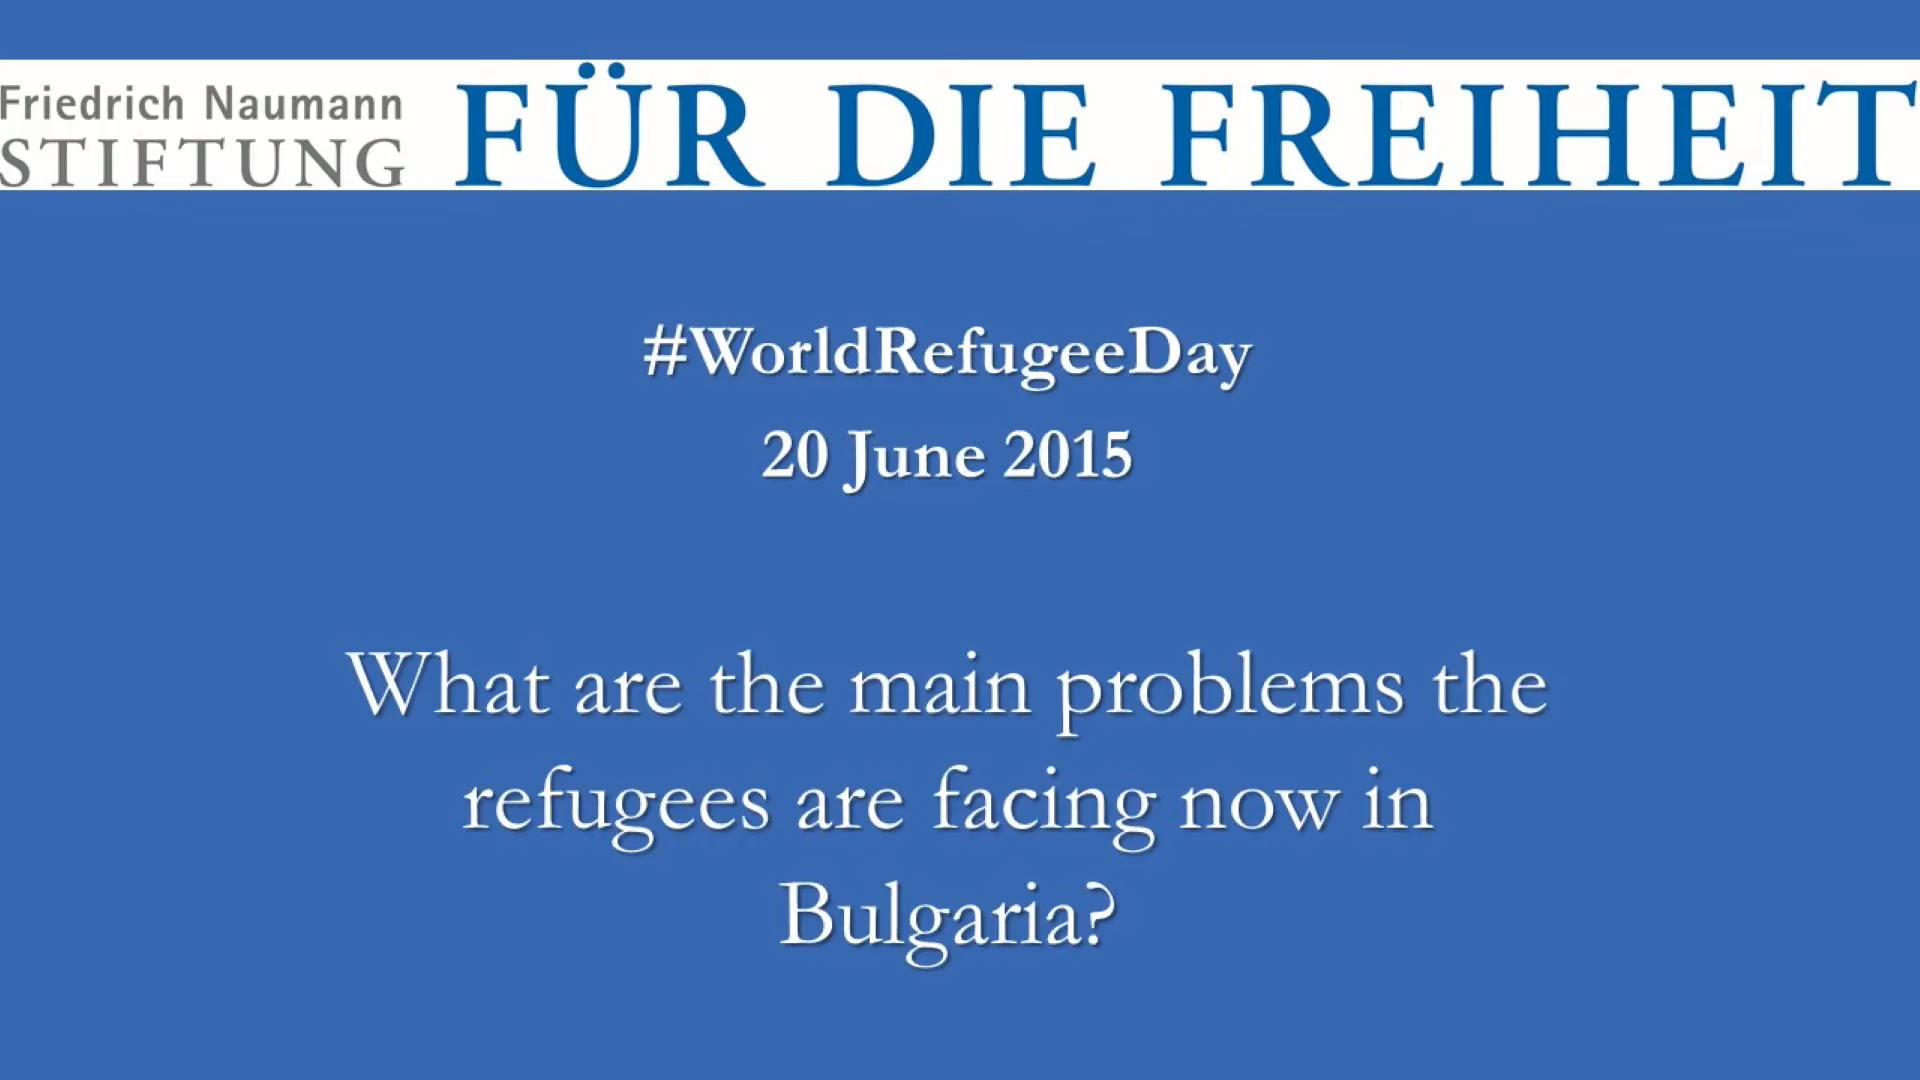 Friedrich Naumann
STIFTUNG FÜR DIE FREIHEIT
#WorldRefugeeDay
20 June 2015
What are the main problems the
refugees are facing now in
Bulgaria?